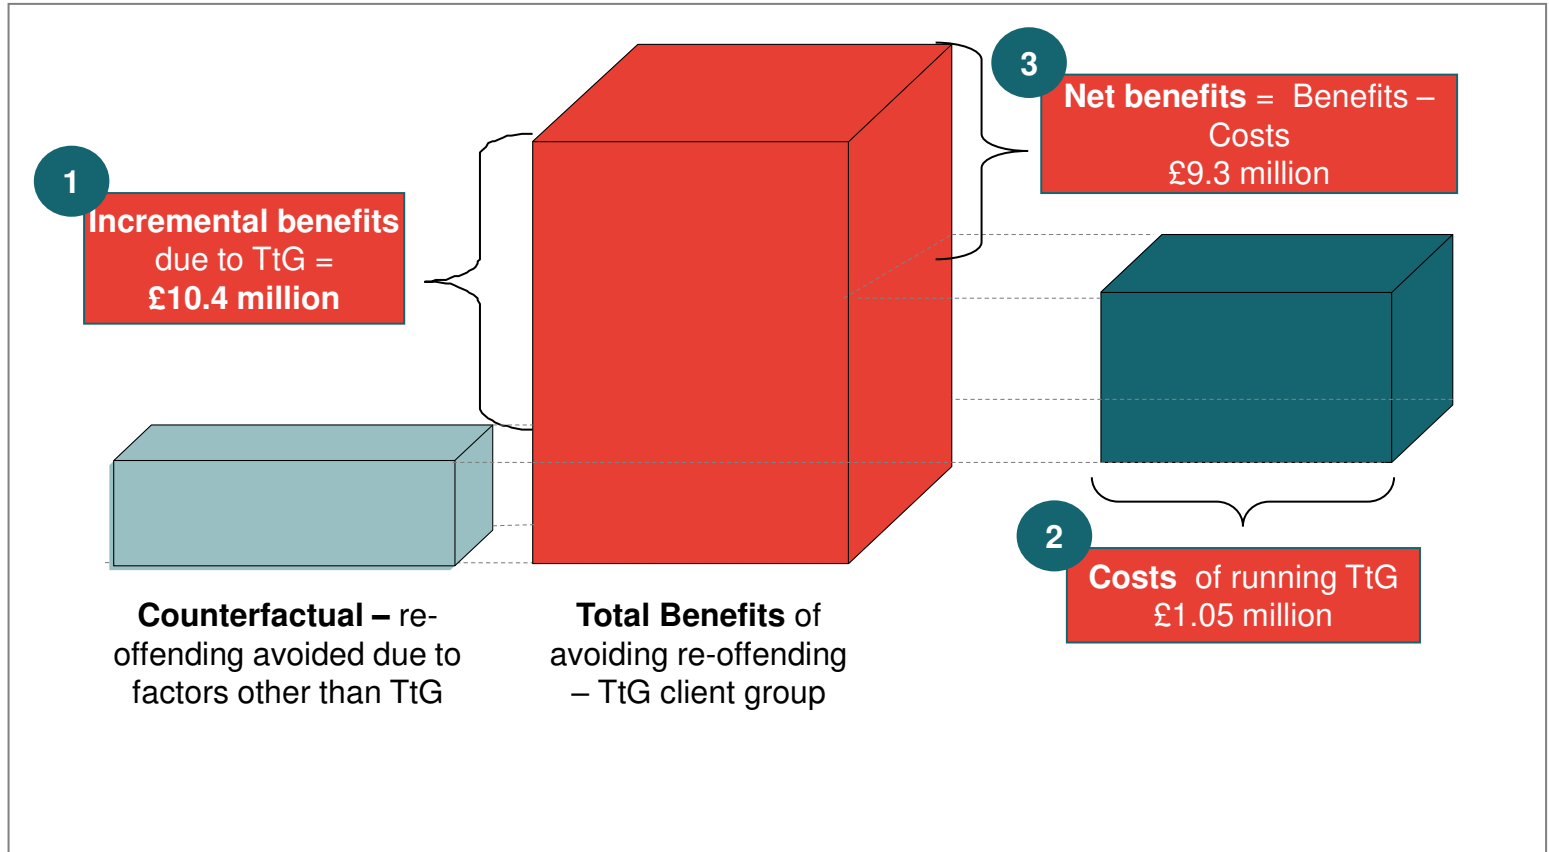 1
Incremental benefits
due to TtG =
£10.4 million
3
Net benefits = Benefits –
Costs
£9.3 million
2
Costs of running TtG
£1.05 million
Counterfactual – re-
offending avoided due to
factors other than TtG
Total Benefits of
avoiding re-offending
– TtG client group